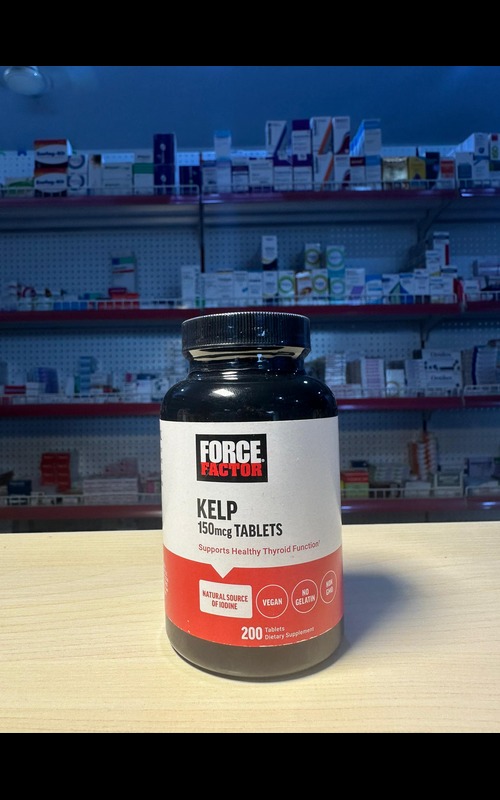 FORCE
FACTOR
KELP
150mcg TABLETS
Supports Healthy Thyroid Function†
NATURAL SOURCE
OF IODINE
VEGAN
NO
GELATIN
NON
GMO
200 Tablets
Dietary Supplement